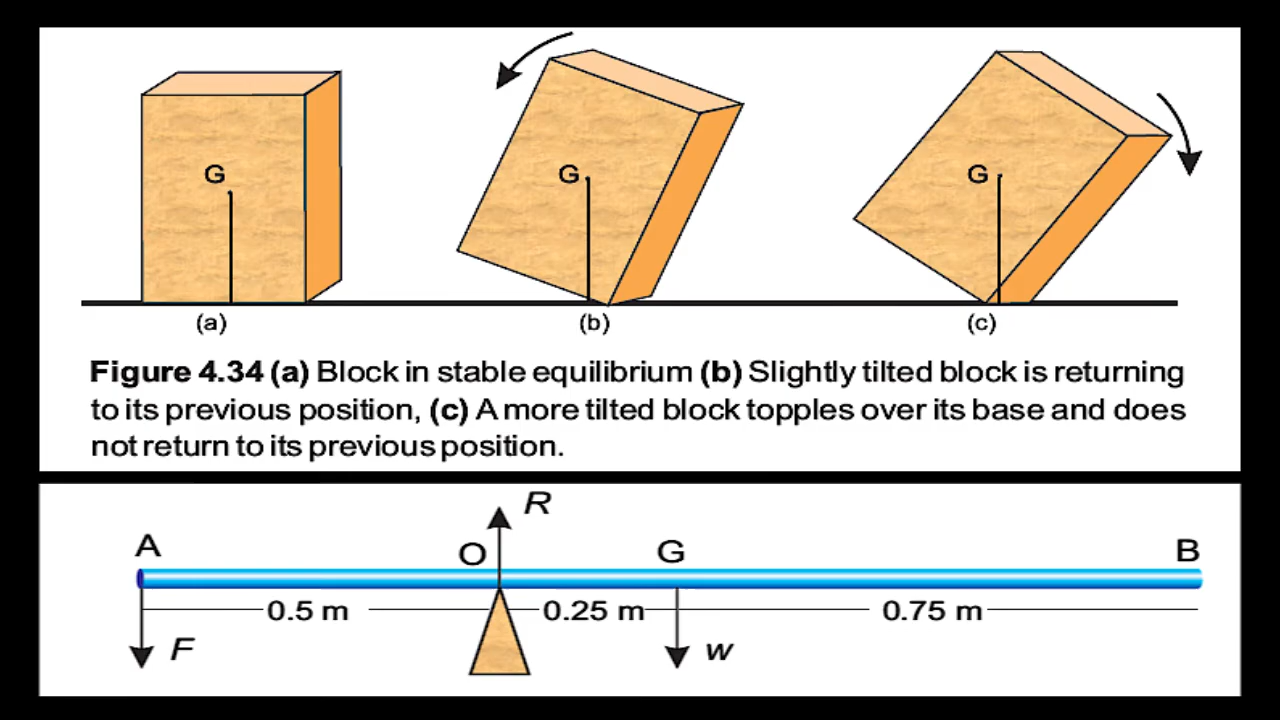 G
G
G
(a)
(b)
(c)
Figure 4.34 (a) Block in stable equilibrium (b) Slightly tilted block is returning
to its previous position, (c) A more tilted block topples over its base and does
not return to its previous position.
R
A
O
G
B
0.5 m
0.25 m
0.75 m
F
w